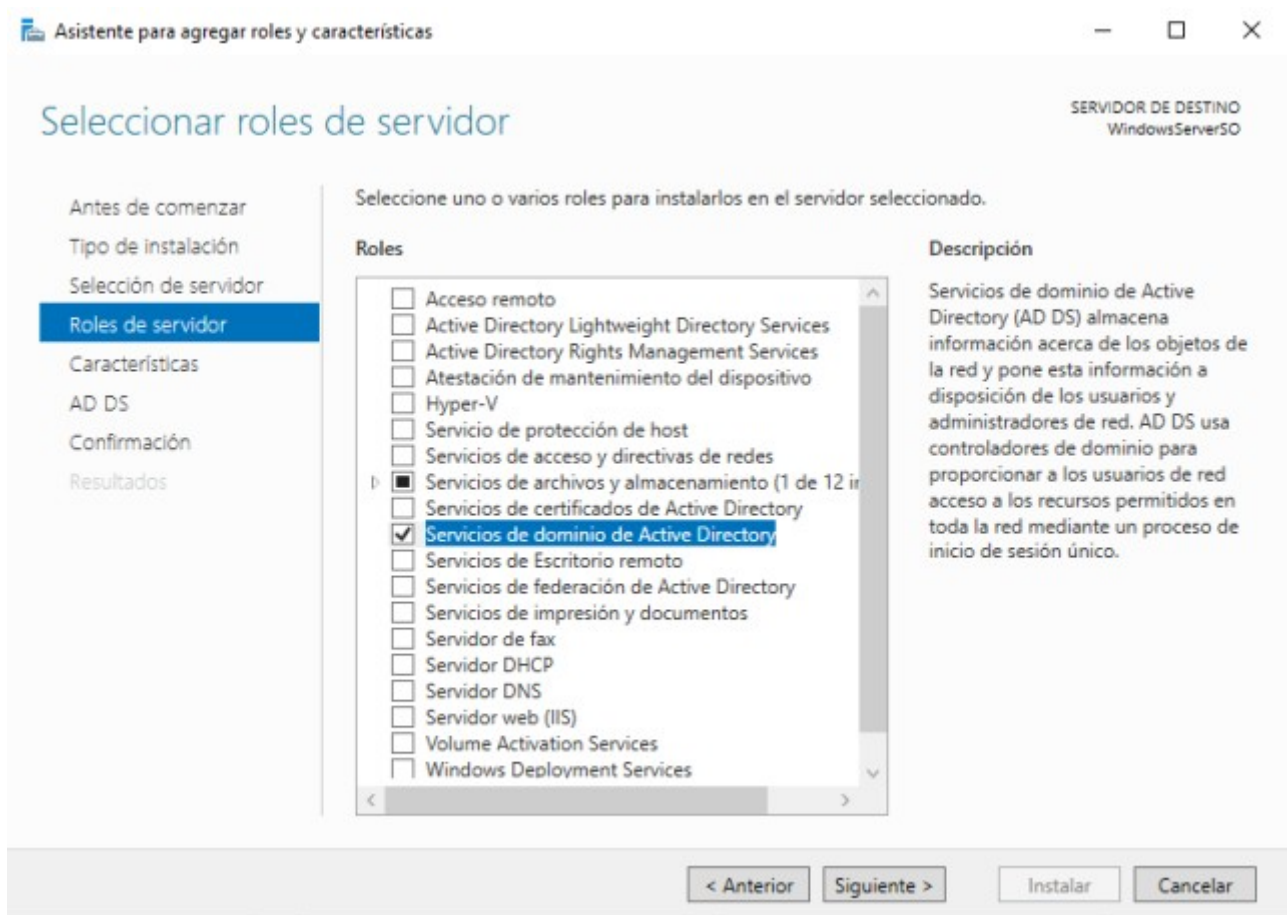 Asistente para agregar roles y características
Seleccionar roles de servidor
SERVIDOR DE DESTINO
WindowsServerSO
Antes de comenzar
Tipo de instalación
Selección de servidor
Roles de servidor
Características
AD DS
Confirmación
Resultados
Seleccione uno o varios roles para instalarlos en el servidor seleccionado.
Roles
Acceso remoto
Active Directory Lightweight Directory Services
Active Directory Rights Management Services
Atestación de mantenimiento del dispositivo
Hyper-V
Servicio de protección de host
Servicios de acceso y directivas de redes
Servicios de archivos y almacenamiento (1 de 12 in
Servicios de certificados de Active Directory
Servicios de dominio de Active Directory
Servicios de Escritorio remoto
Servicios de federación de Active Directory
Servicios de impresión y documentos
Servidor de fax
Servidor DHCP
Servidor DNS
Servidor web (IIS)
Volume Activation Services
Windows Deployment Services
Descripción
Servicios de dominio de Active
Directory (AD DS) almacena
información acerca de los objetos de
la red y pone esta información a
disposición de los usuarios y
administradores de red. AD DS usa
controladores de dominio para
proporcionar a los usuarios de red
acceso a los recursos permitidos en
toda la red mediante un proceso de
inicio de sesión único.
< Anterior
Siguiente >
Instalar
Cancelar